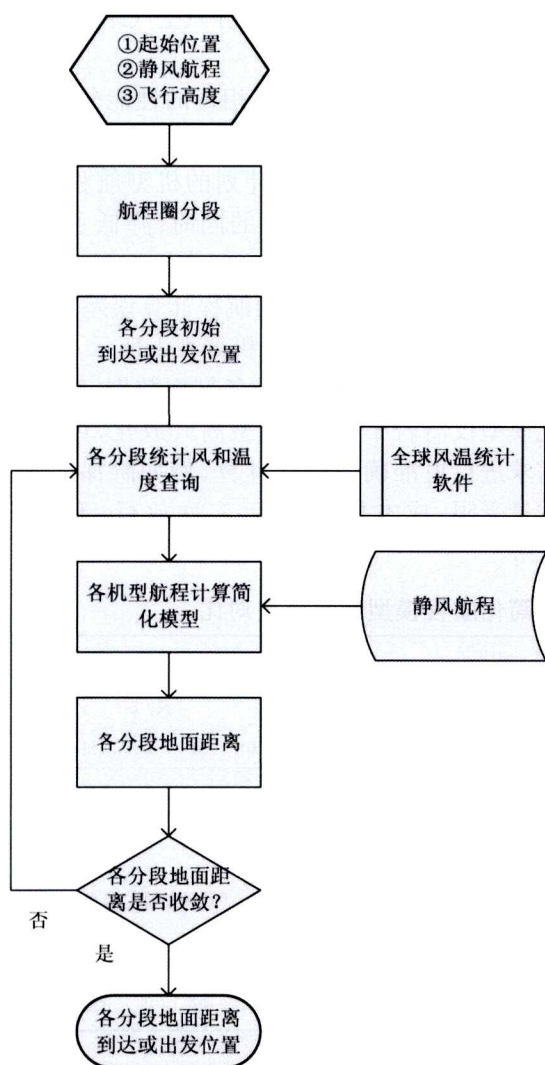 ①起始位置
②静风航程
③飞行高度
航程圈分段
各分段初始
到达或出发位置
各分段统计风和温
度查询
全球风温统计
软件
各机型航程计算简
化模型
静风航程
各分段地面距离
各分段地面距
离是否收敛？
否
是
各分段地面距离
到达或出发位置